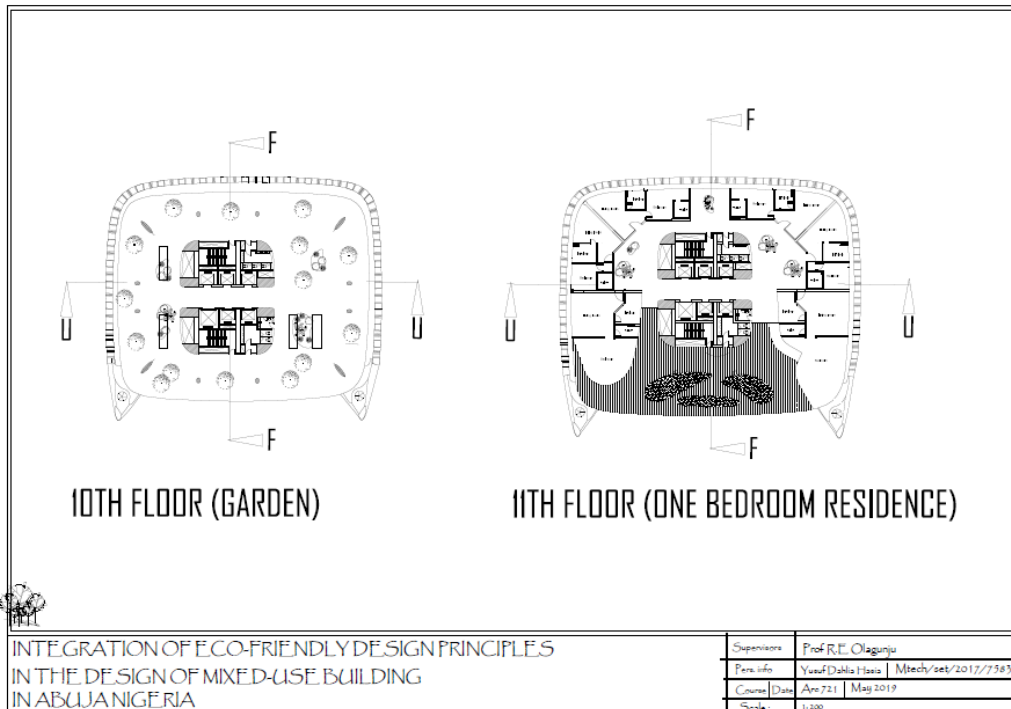 F
F
U
U
U
U
F
F
10TH FLOOR (GARDEN)
11TH FLOOR (ONE BEDROOM RESIDENCE)
INTEGRATION OF ECO-FRIENDLY DESIGN PRINCIPLES
IN THE DESIGN OF MIXED-USE BUILDING
IN ABUJA NIGERIA
Supervisors Prof R.E. Olagunju
Pers. info Yusuf Dahlia Hasia Mtech/set/2017/7383
Course Date Arc 721 May 2019
Scale: 1:200